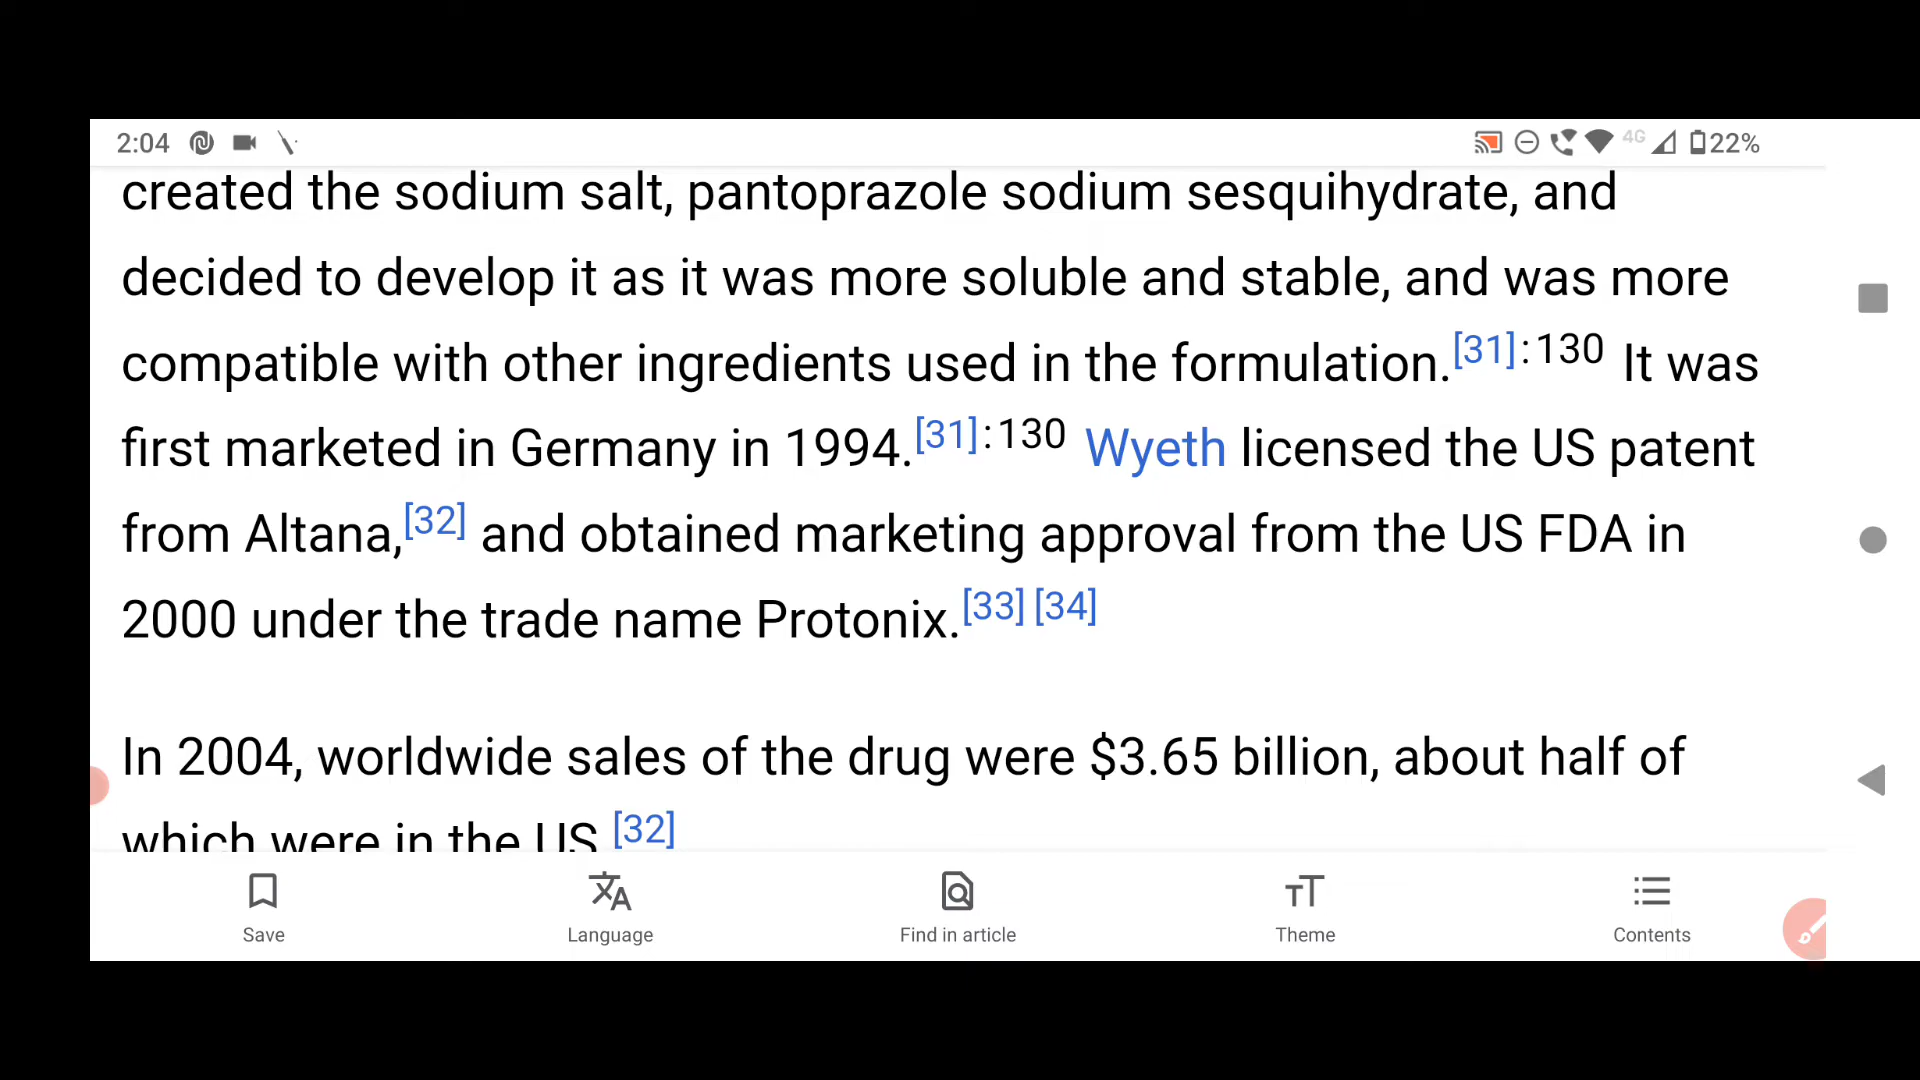 2:04 4G 22%
created the sodium salt, pantoprazole sodium sesquihydrate, and
decided to develop it as it was more soluble and stable, and was more
compatible with other ingredients used in the formulation.[31]:130 It was
first marketed in Germany in 1994.[31]:130 Wyeth licensed the US patent
from Altana,[32] and obtained marketing approval from the US FDA in
2000 under the trade name Protonix.[33][34]
In 2004, worldwide sales of the drug were $3.65 billion, about half of
which were in the US.[32]
Save Language Find in article Theme Contents